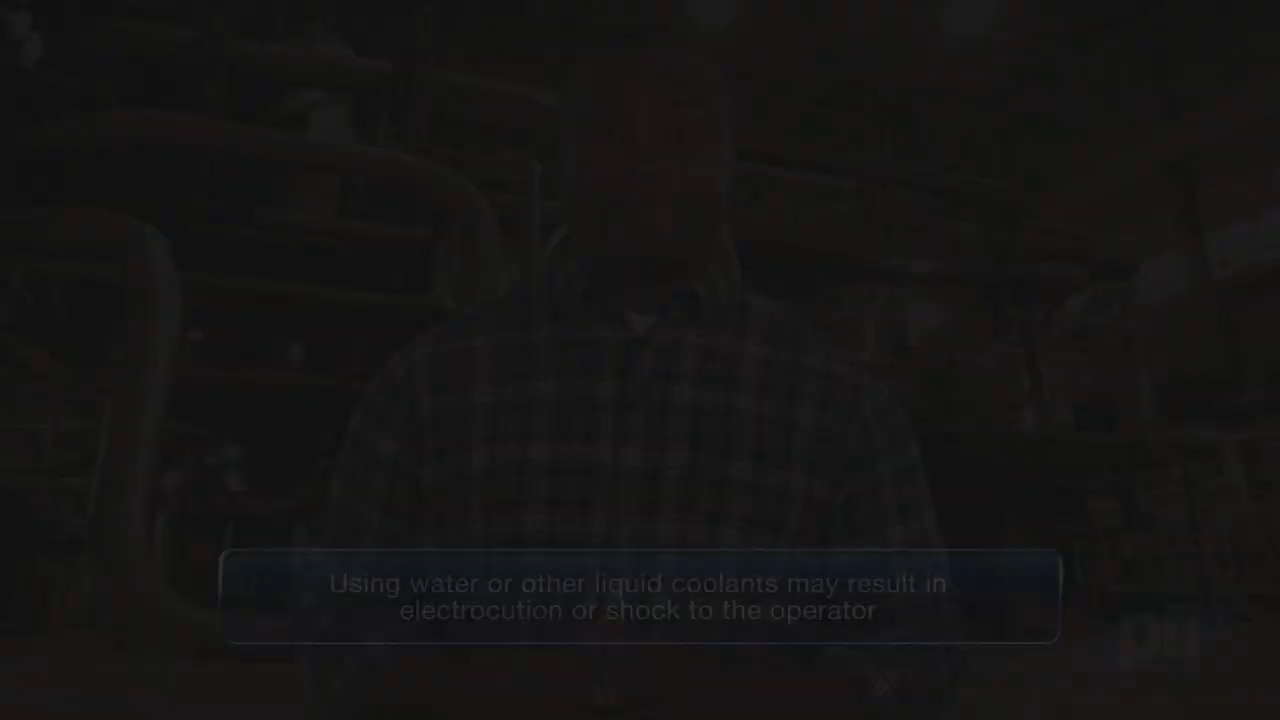 Using water or other liquid coolants may result in
electrocution or shock to the operator